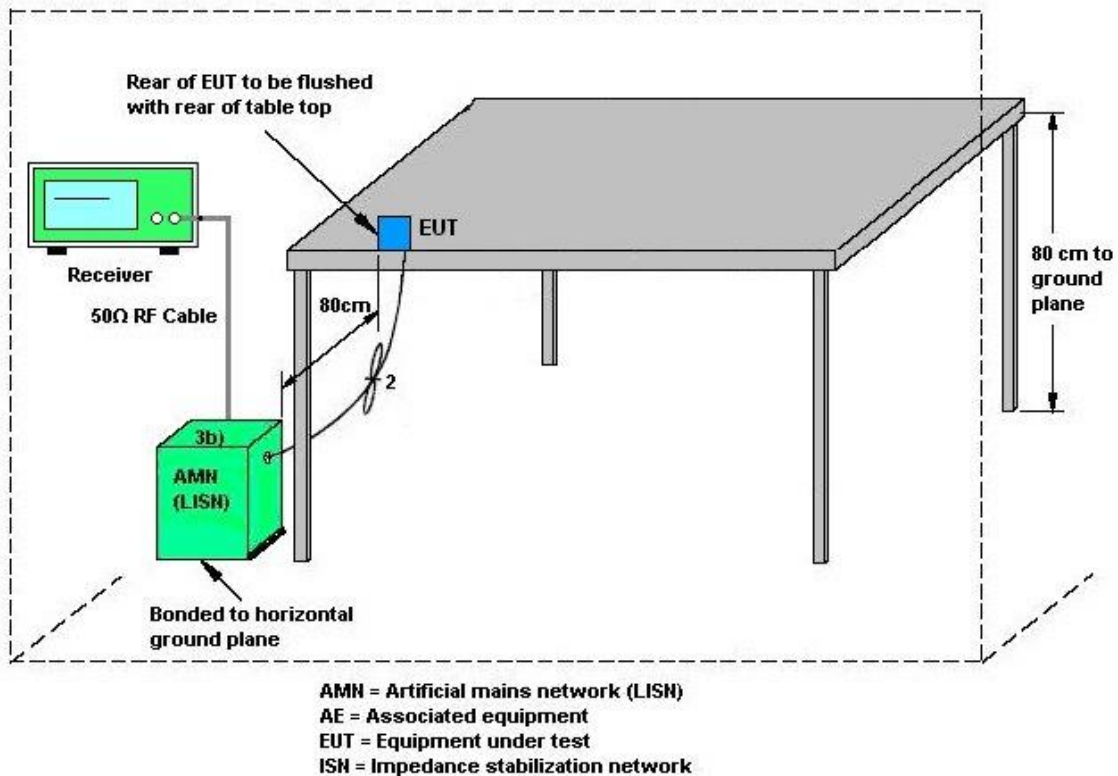 Rear of EUT to be flushed
with rear of table top
EUT
Receiver
50Ω RF Cable
80cm
2
80 cm to
ground
plane
3b)
AMN
(LISN)
Bonded to horizontal
ground plane
AMN = Artificial mains network (LISN)
AE = Associated equipment
EUT = Equipment under test
ISN = Impedance stabilization network